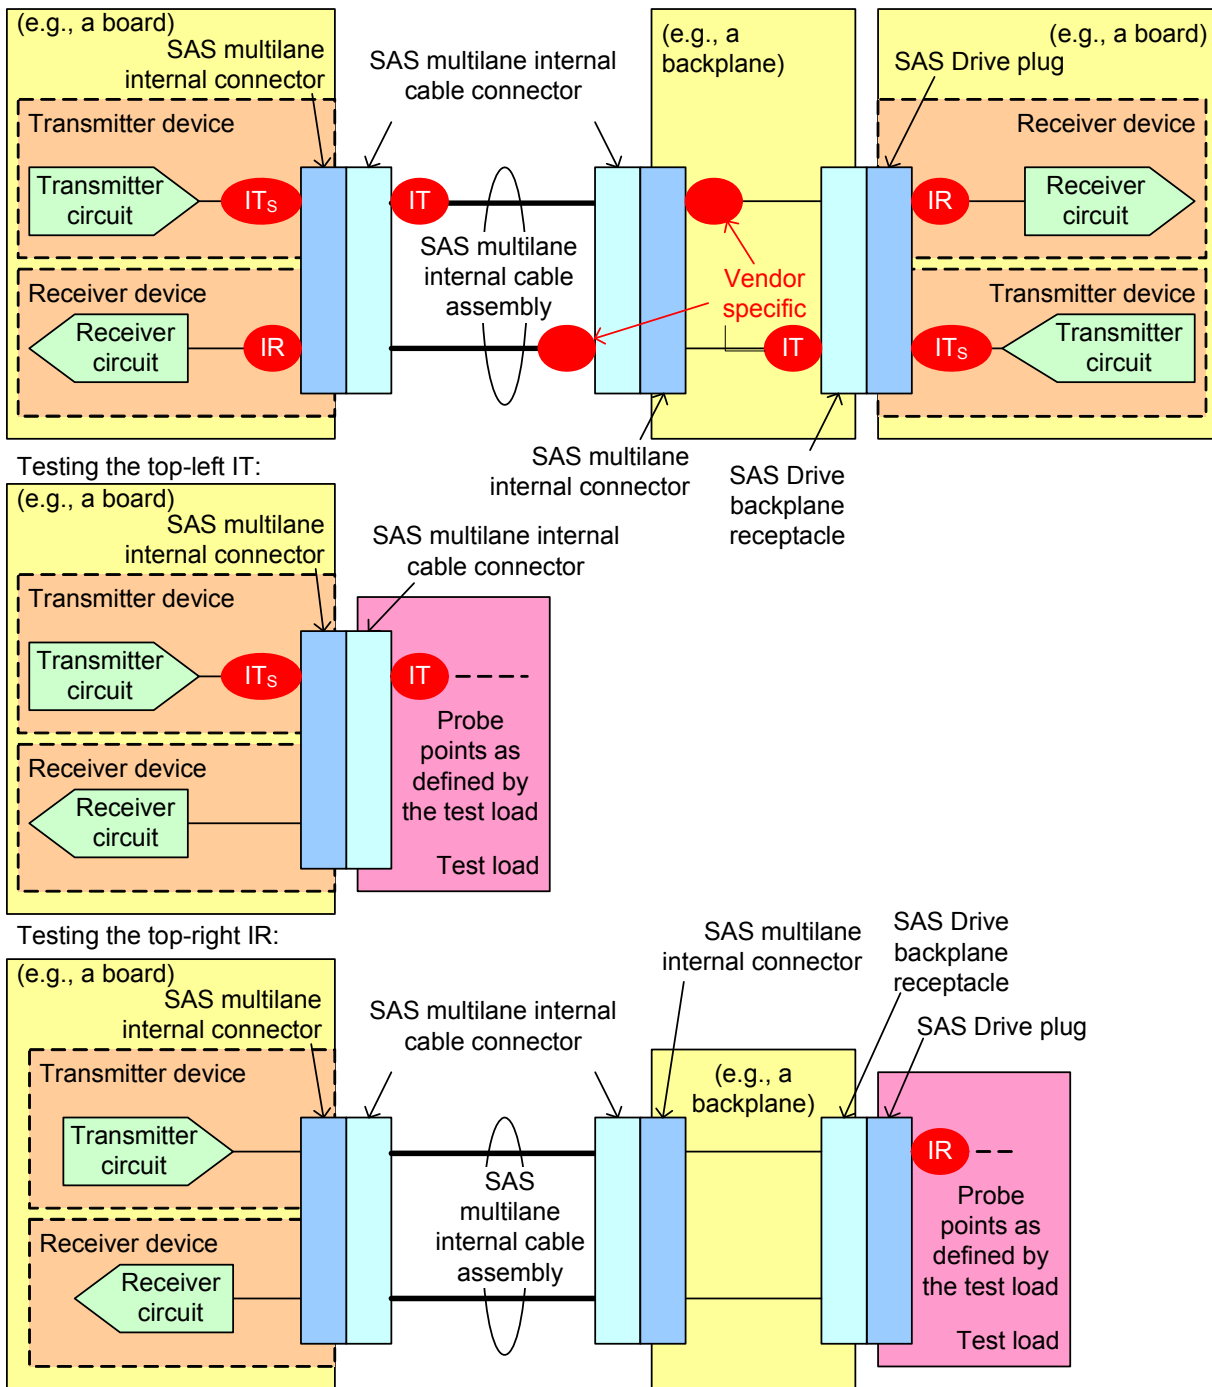 (e.g., a board)
SAS multilane
internal connector
SAS multilane internal
cable connector
(e.g., a
backplane)
(e.g., a board)
SAS Drive plug
Transmitter device
Transmitter
circuit
ITS
IT
Receiver device
IR
Receiver
circuit
SAS multilane
internal cable
assembly
Vendor
specific
Receiver device
Receiver
circuit
IR
IT
Transmitter device
ITS
Transmitter
circuit
SAS multilane
internal connector
SAS Drive
backplane
receptacle
Testing the top-left IT:
(e.g., a board)
SAS multilane
internal connector
SAS multilane internal
cable connector
Transmitter device
Transmitter
circuit
ITS
IT
Receiver device
Receiver
circuit
Probe
points as
defined by
the test load
Test load
Testing the top-right IR:
(e.g., a board)
SAS multilane
internal connector
SAS multilane internal
cable connector
SAS multilane
internal connector
SAS Drive
backplane
receptacle
SAS Drive plug
Transmitter device
Transmitter
circuit
(e.g., a
backplane)
IR
Receiver device
Receiver
circuit
SAS
multilane
internal cable
assembly
Probe
points as
defined by
the test load
Test load